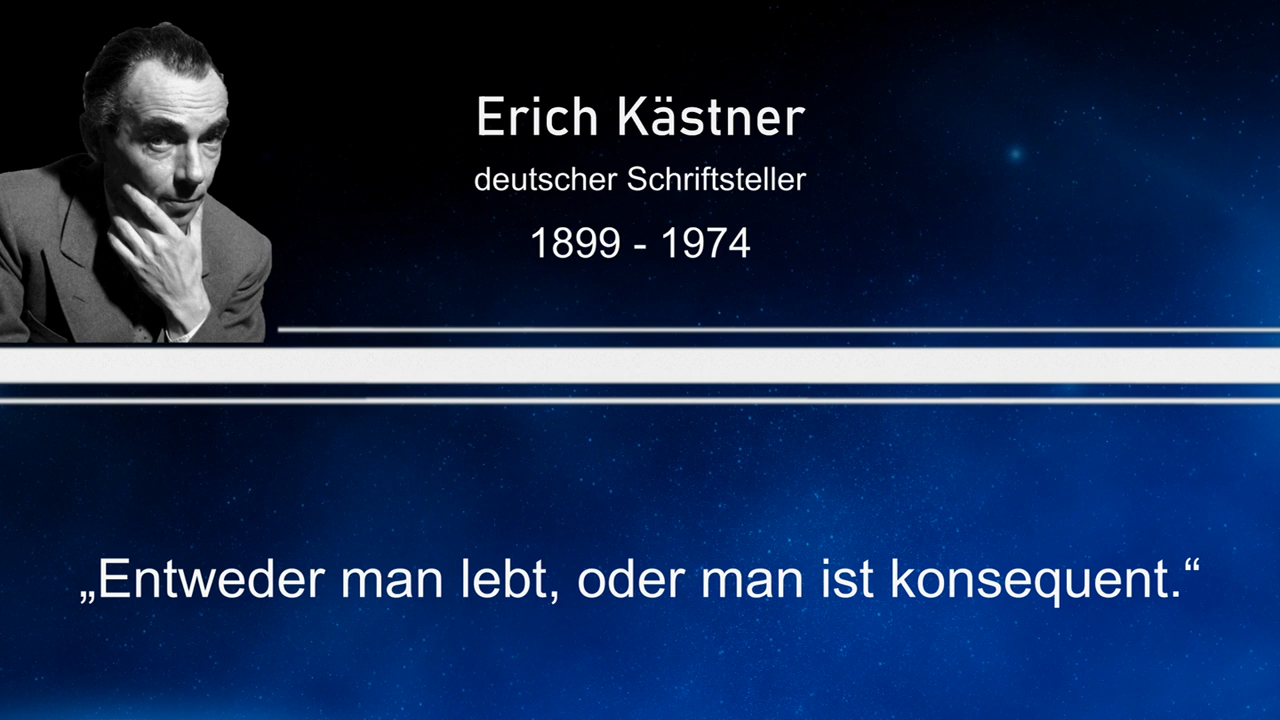 Erich Kästner
deutscher Schriftsteller
1899 - 1974
„Entweder man lebt, oder man ist konsequent.“